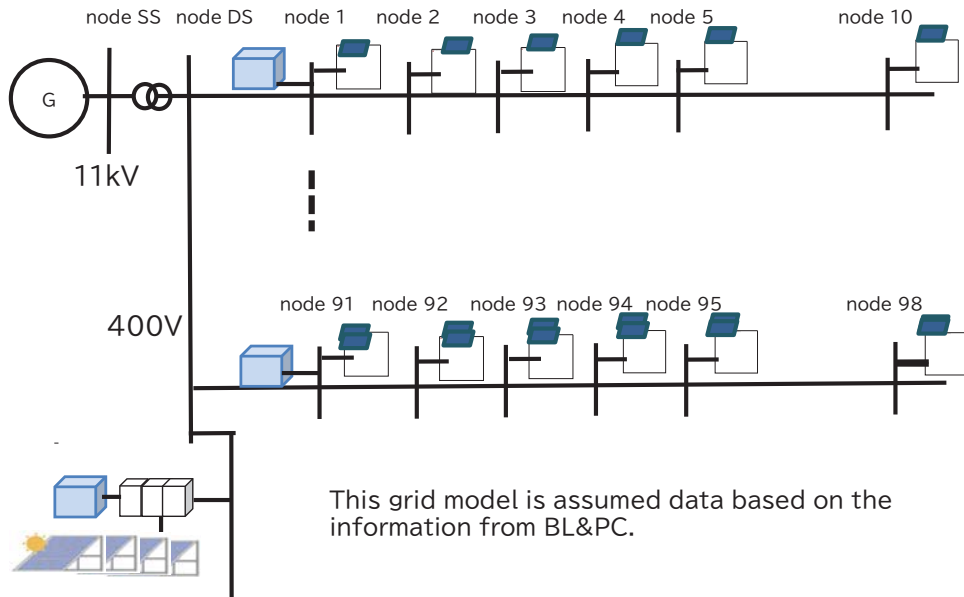 node SS
node DS
node 1
node 2
node 3
node 4
node 5
node 10
G
11kV
node 91
node 92
node 93
node 94
node 95
node 98
400V
This grid model is assumed data based on the
information from BL&PC.